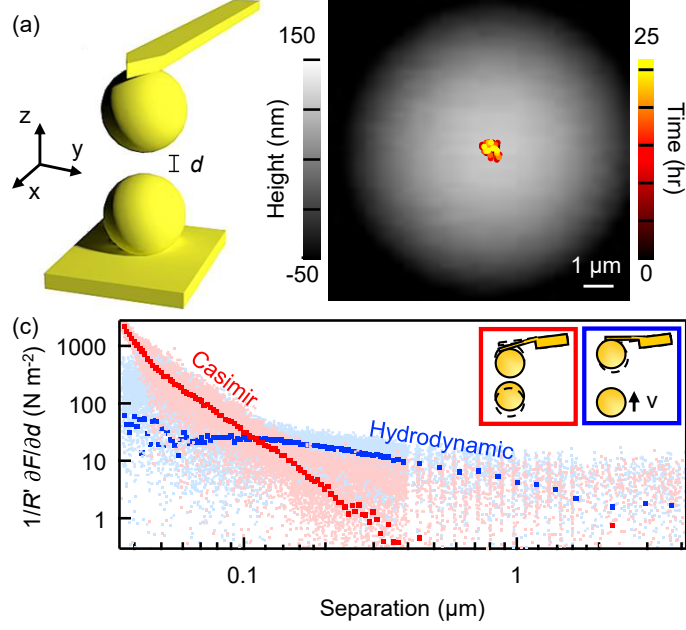 (a)
z
y
x
d
150
Height (nm)
-50
25
Time (hr)
0
1 μm
(c)
1/R' ∂F/∂d (N m⁻²)
1000
100
10
1
Casimir
Hydrodynamic
v
0.1
1
Separation (μm)